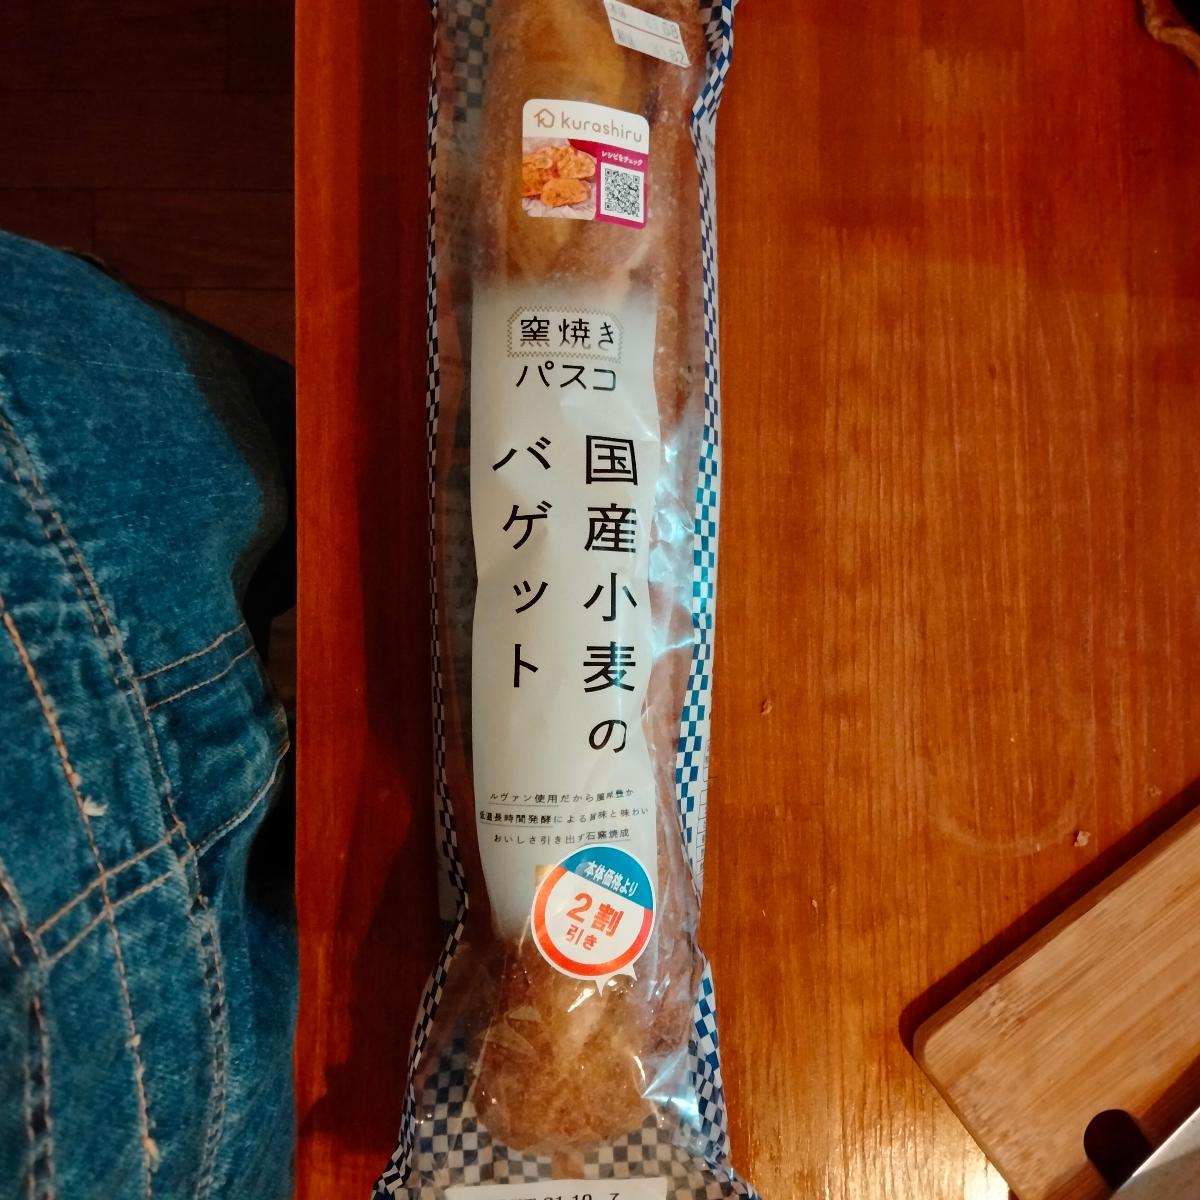 kurashiru
レシピをチェック
窯焼き
パスコ
国産小麦の
バゲット
ルヴァン使用だから風味豊か
低温長時間発酵による旨味と味わい
おいしさ引き出す石窯焼成
本体価格より
2割
引き